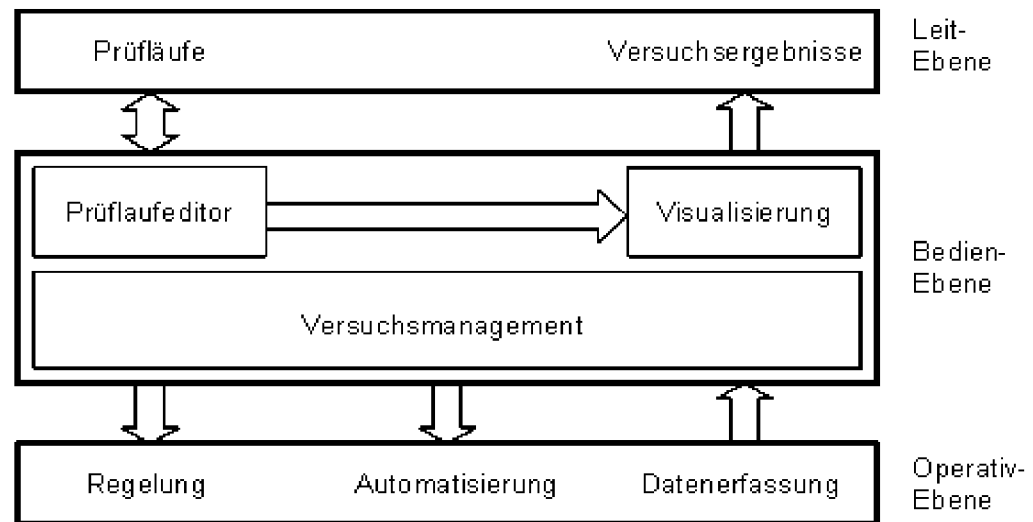 Prüfläufe
Versuchsergebnisse
Leit-
Ebene
Prüflaufeditor
Visualisierung
Bedien-
Ebene
Versuchsmanagement
Regelung
Automatisierung
Datenerfassung
Operativ-
Ebene